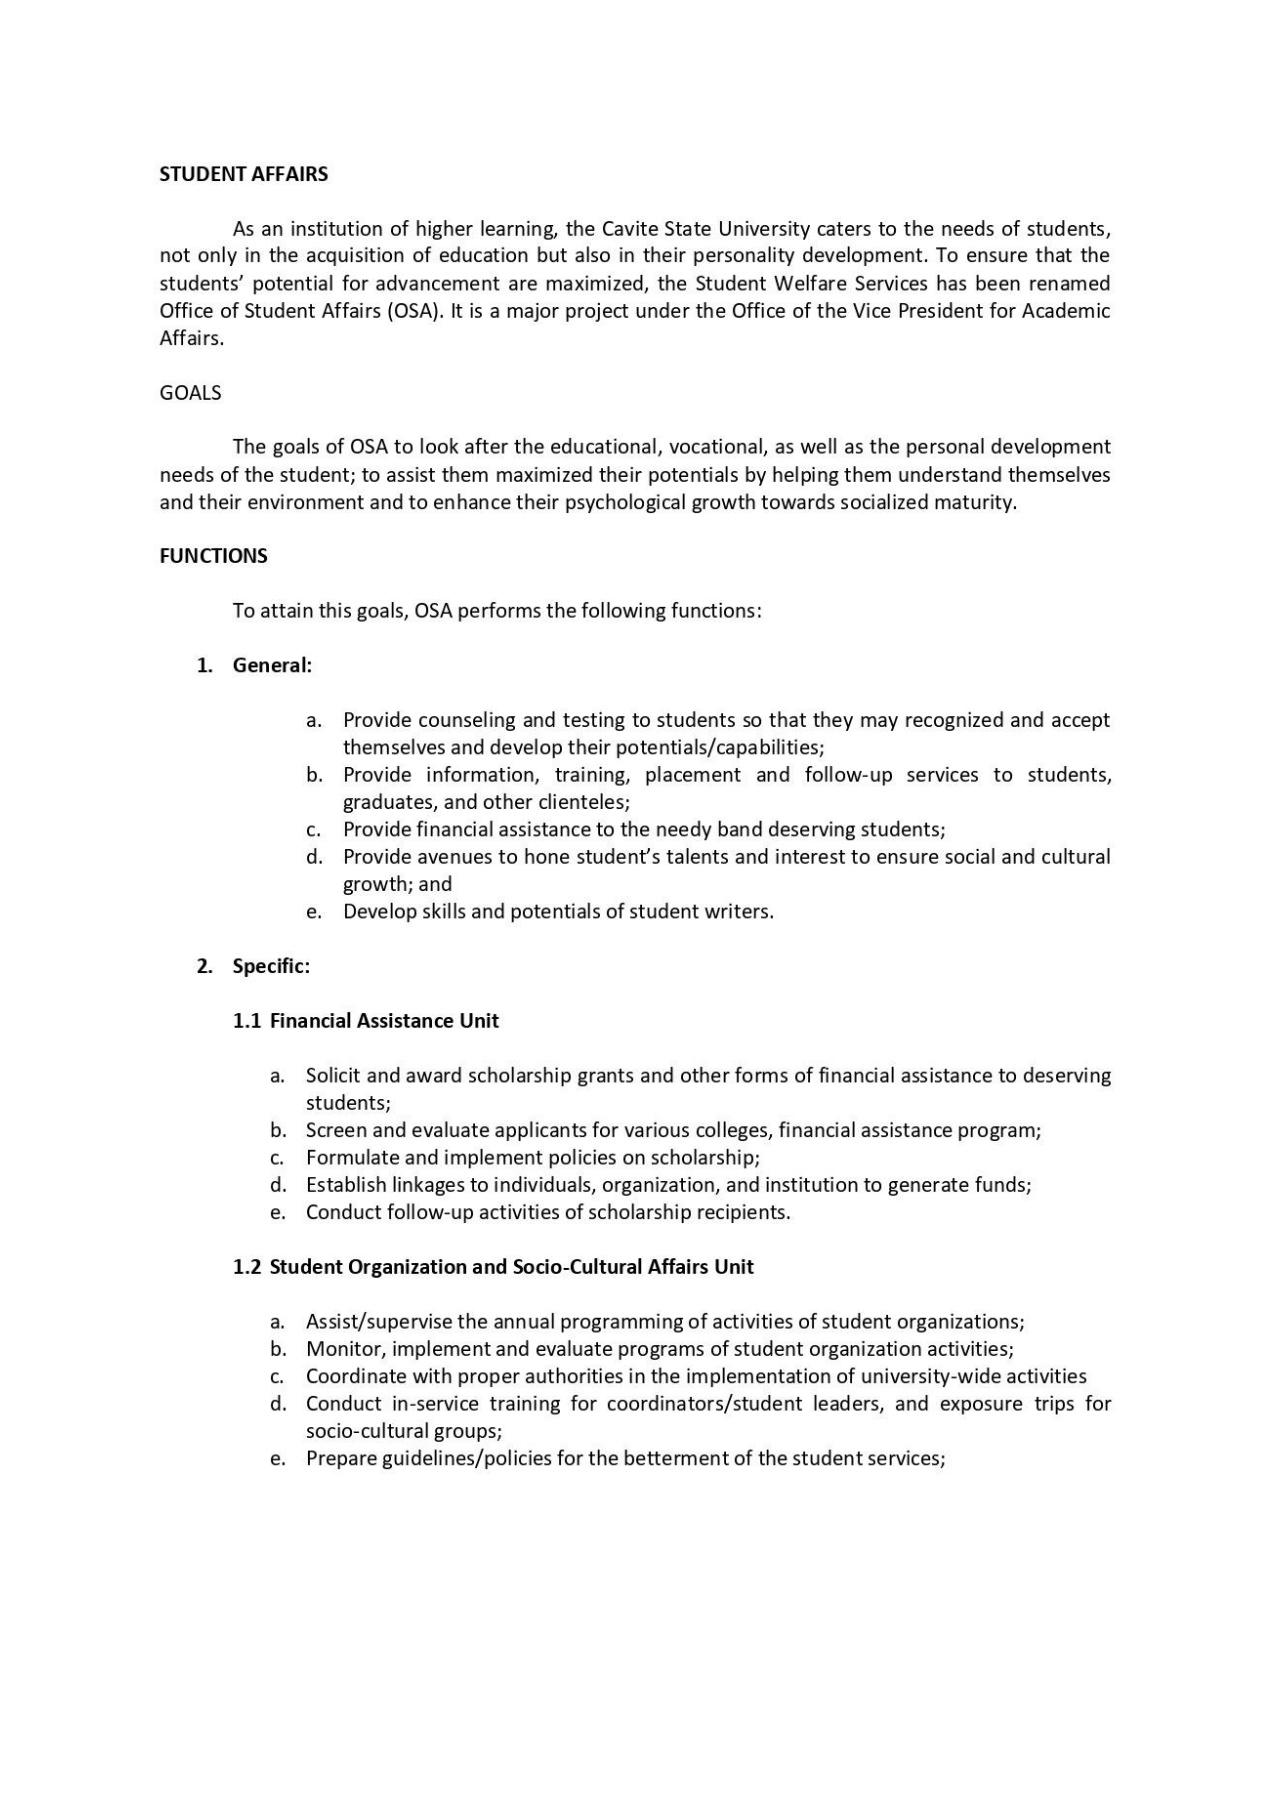 STUDENT AFFAIRS
As an institution of higher learning, the Cavite State University caters to the needs of students,
not only in the acquisition of education but also in their personality development. To ensure that the
students’ potential for advancement are maximized, the Student Welfare Services has been renamed
Office of Student Affairs (OSA). It is a major project under the Office of the Vice President for Academic
Affairs.
GOALS
The goals of OSA to look after the educational, vocational, as well as the personal development
needs of the student; to assist them maximized their potentials by helping them understand themselves
and their environment and to enhance their psychological growth towards socialized maturity.
FUNCTIONS
To attain this goals, OSA performs the following functions:
1. General:
a. Provide counseling and testing to students so that they may recognized and accept
themselves and develop their potentials/capabilities;
b. Provide information, training, placement and follow-up services to students,
graduates, and other clienteles;
c. Provide financial assistance to the needy band deserving students;
d. Provide avenues to hone student’s talents and interest to ensure social and cultural
growth; and
e. Develop skills and potentials of student writers.
2. Specific:
1.1 Financial Assistance Unit
a. Solicit and award scholarship grants and other forms of financial assistance to deserving
students;
b. Screen and evaluate applicants for various colleges, financial assistance program;
c. Formulate and implement policies on scholarship;
d. Establish linkages to individuals, organization, and institution to generate funds;
e. Conduct follow-up activities of scholarship recipients.
1.2 Student Organization and Socio-Cultural Affairs Unit
a. Assist/supervise the annual programming of activities of student organizations;
b. Monitor, implement and evaluate programs of student organization activities;
c. Coordinate with proper authorities in the implementation of university-wide activities
d. Conduct in-service training for coordinators/student leaders, and exposure trips for
socio-cultural groups;
e. Prepare guidelines/policies for the betterment of the student services;